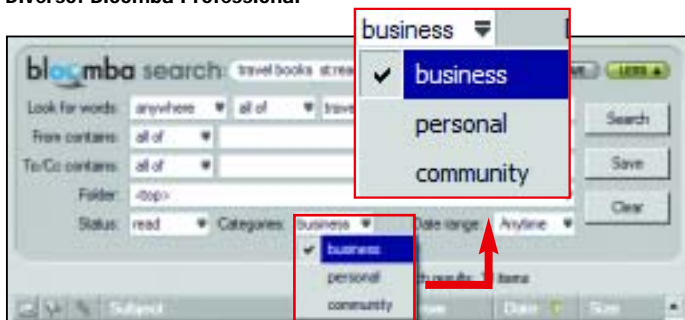 Diverser Bloomba Professional
business
bloomba search travel books
business
LESS
Look for words: anywhere all of
Search
From contains: all of
personal
To/Cc contains: all of
Save
community
Folder: <top>
Clear
Status: read Categories: business Date range: Anytime
business
personal items
community
Subject Date Size